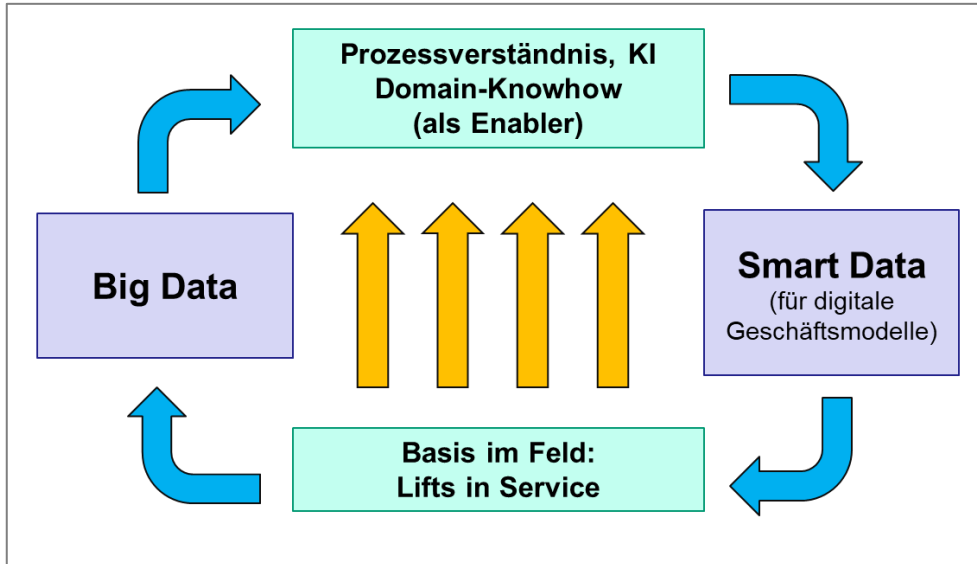 Prozessverständnis, KI
Domain-Knowhow
(als Enabler)
Big Data
Smart Data
(für digitale
Geschäftsmodelle)
Basis im Feld:
Lifts in Service